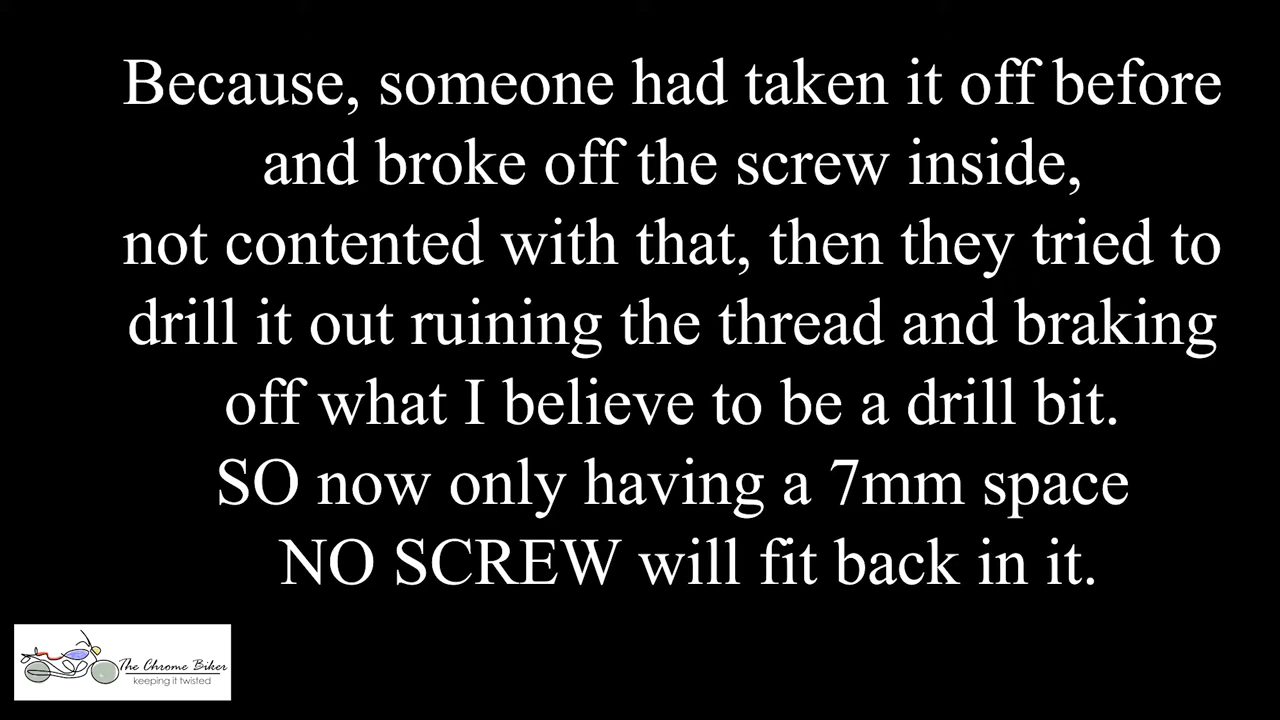 Because, someone had taken it off before
and broke off the screw inside,
not contented with that, then they tried to
drill it out ruining the thread and braking
off what I believe to be a drill bit.
SO now only having a 7mm space
NO SCREW will fit back in it.
The Chrome Biker
keeping it twisted